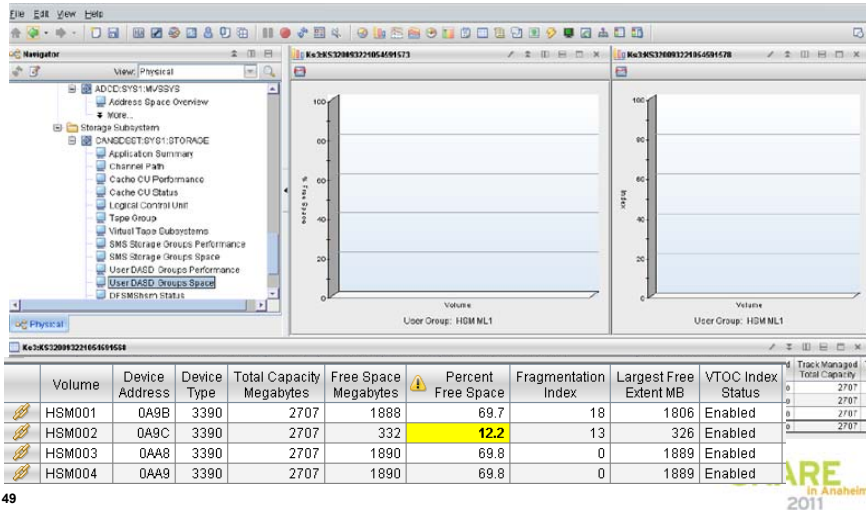 File Edit View Help
Navigator
View: Physical
ADCD:SYS1:MVSSYS
Address Space Overview
More...
Storage Subsystem
CANSDSST:SYS1:STORAGE
Application Summary
Channel Path
Cache CU Performance
Cache CU Status
Logical Control Unit
Tape Group
Virtual Tape Subsystems
SMS Storage Groups Performance
SMS Storage Groups Space
User DASD Groups Performance
User DASD Groups Space
DFSMShsm Status
Physical
% Free Space
100
80
60
40
20
0
Volume
User Group: HSM ML1
Index
100
80
60
40
20
0
Volume
User Group: HSM ML1
Track Managed
Total Capacity
2707
2707
2707
2707
Volume Device Address Device Type Total Capacity Megabytes Free Space Megabytes Percent Free Space Fragmentation Index Largest Free Extent MB VTOC Index Status
HSM001 0A9B 3390 2707 1888 69.7 18 1806 Enabled
HSM002 0A9C 3390 2707 332 12.2 13 326 Enabled
HSM003 0AA8 3390 2707 1890 69.8 0 1889 Enabled
HSM004 0AA9 3390 2707 1890 69.8 0 1889 Enabled
49
in Anaheim
2011